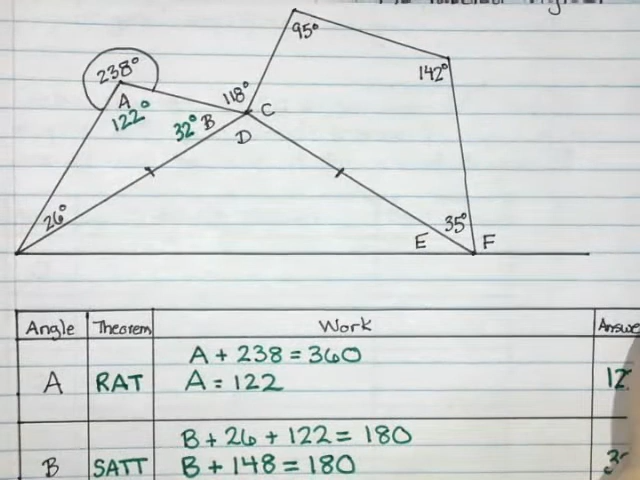 238°
95°
142°
A
122°
118°
C
32° B
D
26°
35°
E
F
Angle Theorem Work Answe
A + 238 = 360
A RAT A = 122
B + 26 + 122 = 180
B SATT B + 148 = 180